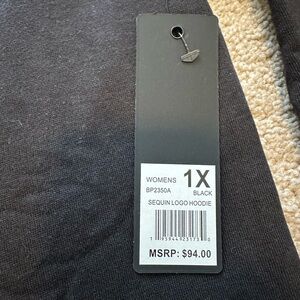 WOMENS 1X
BP2350A BLACK
SEQUIN LOGO HOODIE
MSRP: $94.00